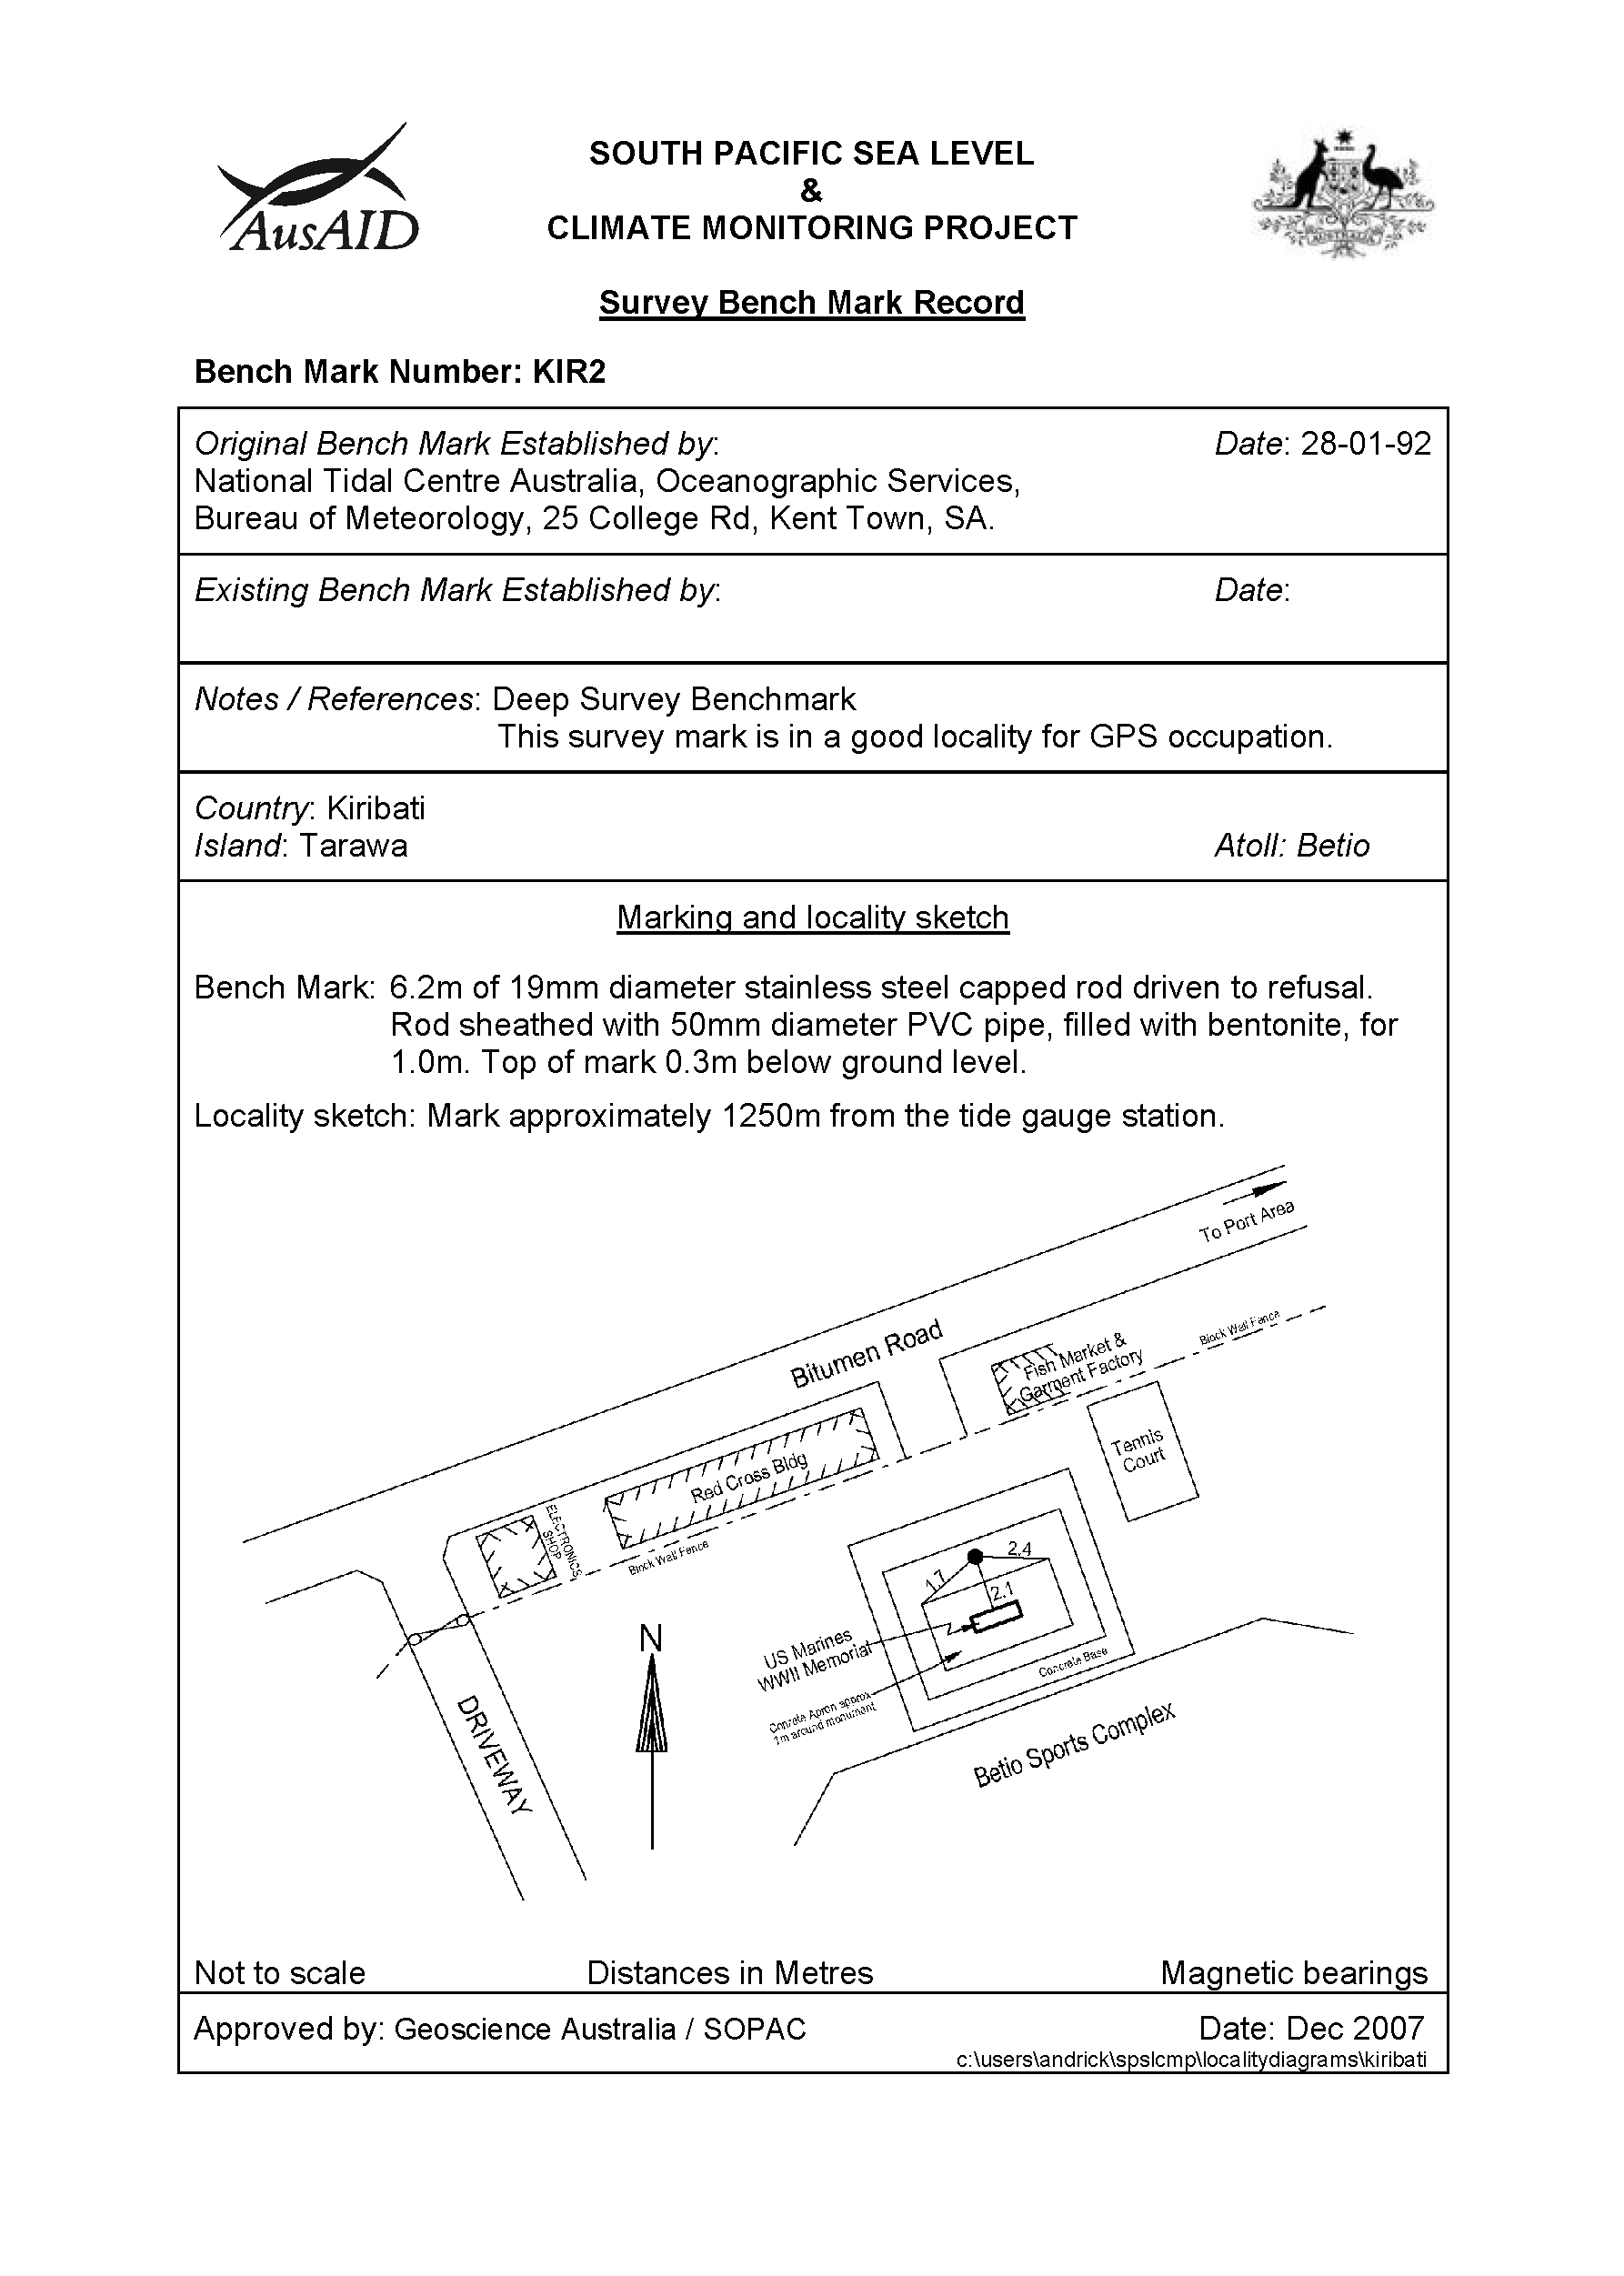 AusAID
SOUTH PACIFIC SEA LEVEL
&
CLIMATE MONITORING PROJECT
AUSTRALIA
Survey Bench Mark Record
Bench Mark Number: KIR2
Original Bench Mark Established by: Date: 28-01-92
National Tidal Centre Australia, Oceanographic Services,
Bureau of Meteorology, 25 College Rd, Kent Town, SA.
Existing Bench Mark Established by: Date:
Notes / References: Deep Survey Benchmark
This survey mark is in a good locality for GPS occupation.
Country: Kiribati
Island: Tarawa Atoll: Betio
Marking and locality sketch
Bench Mark: 6.2m of 19mm diameter stainless steel capped rod driven to refusal.
Rod sheathed with 50mm diameter PVC pipe, filled with bentonite, for
1.0m. Top of mark 0.3m below ground level.
Locality sketch: Mark approximately 1250m from the tide gauge station.
To Port Area
Bitumen Road
Block Wall Fence
Fish Market &
Garment Factory
Tennis
Court
Red Cross Bldg
ELECTRONICS
SHOP
Block Wall Fence
2.4
1.7
2.1
N
US Marines
WWII Memorial
Concrete Base
Conrete Apron approx
1m around monument
DRIVEWAY
Betio Sports Complex
Not to scale Distances in Metres Magnetic bearings
Approved by: Geoscience Australia / SOPAC Date: Dec 2007
c:\users\andrick\spslcmp\localitydiagrams\kiribati